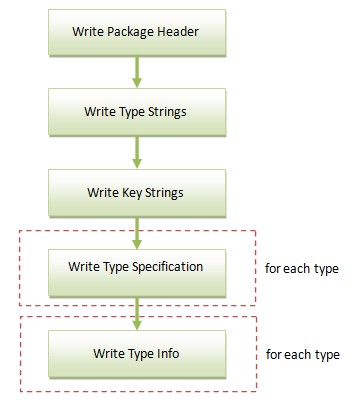 Write Package Header
Write Type Strings
Write Key Strings
Write Type Specification
for each type
Write Type Info
for each type